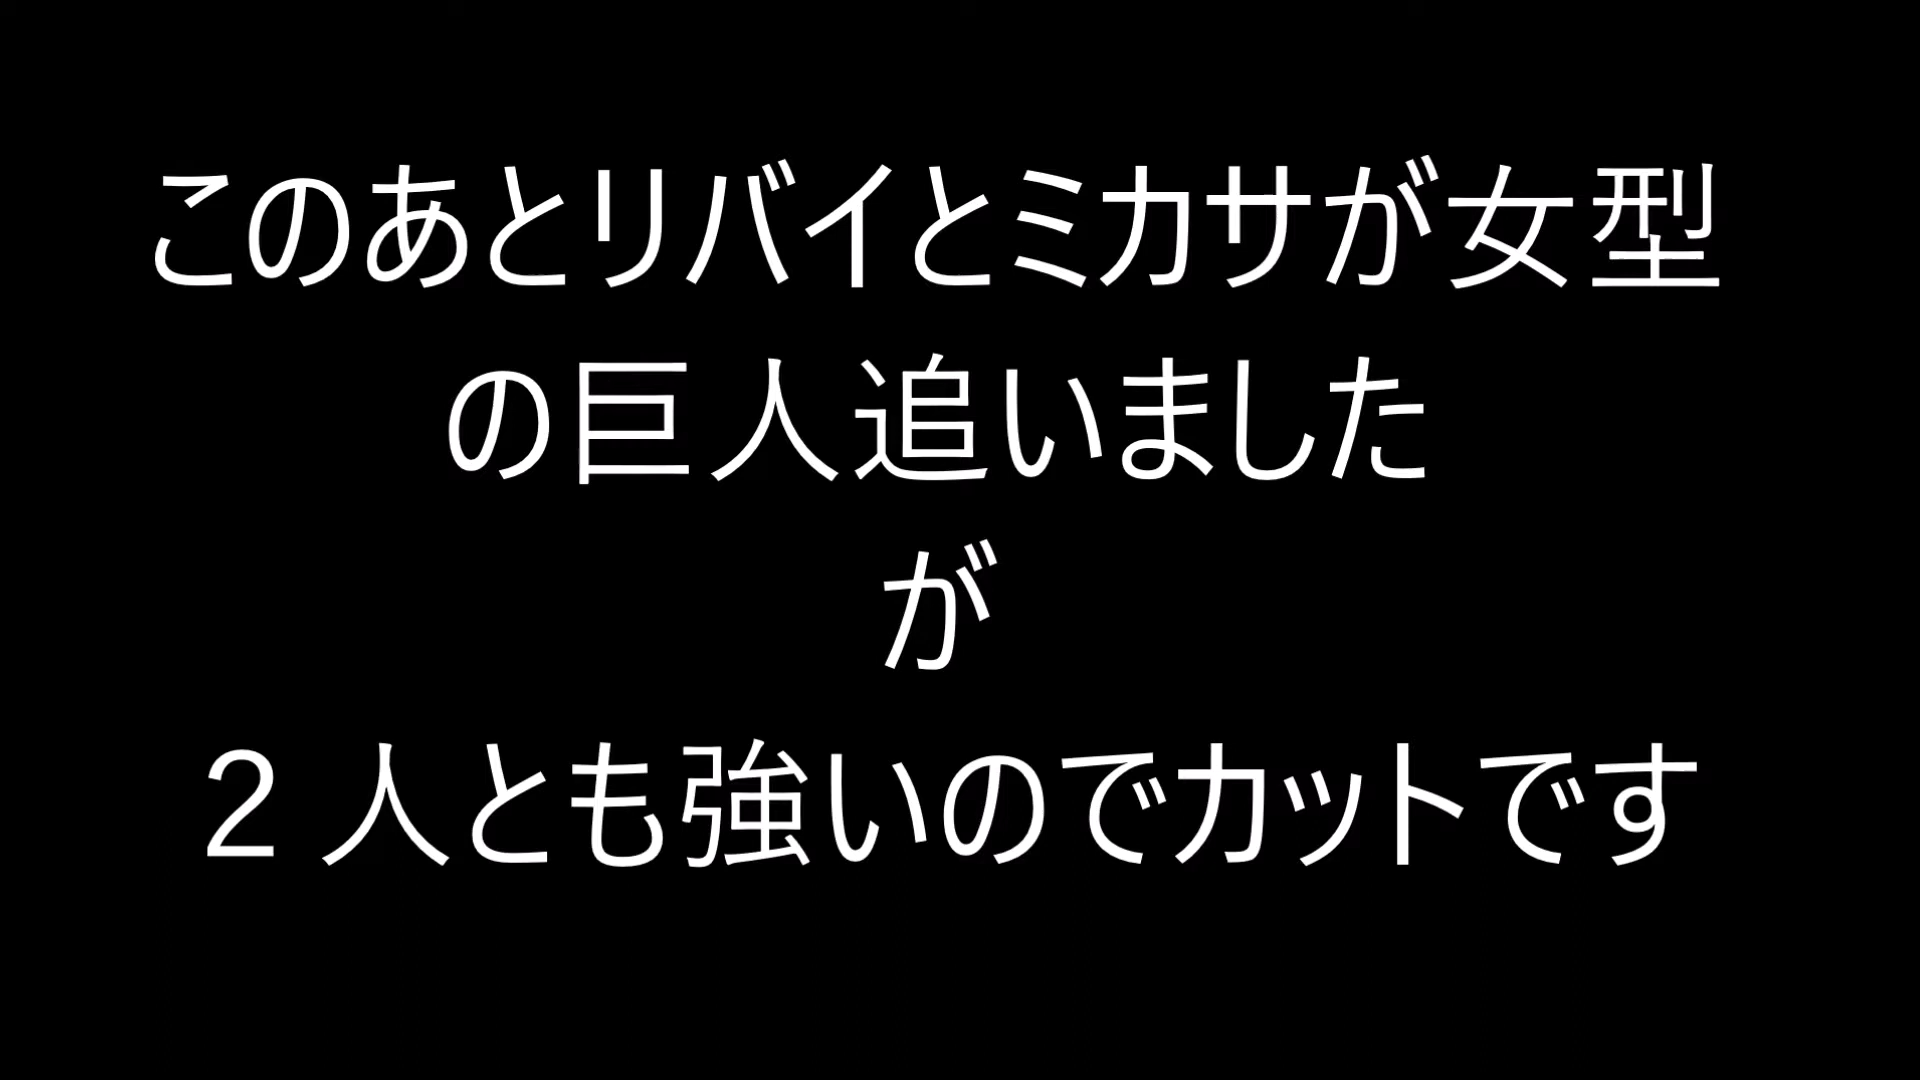 このあとリバイとミカサが女型
の巨人追いました
が
2人とも強いのでカットです